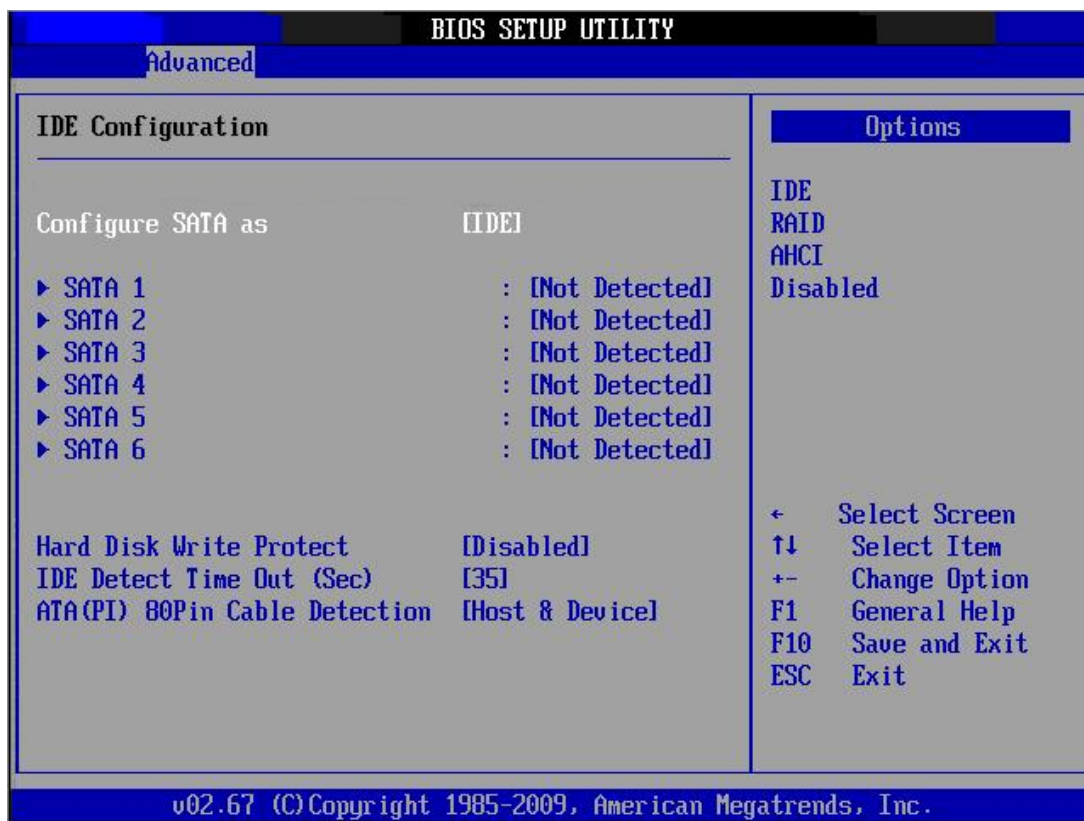 BIOS SETUP UTILITY
Advanced
IDE Configuration
Configure SATA as [IDE]
▶ SATA 1 : [Not Detected]
▶ SATA 2 : [Not Detected]
▶ SATA 3 : [Not Detected]
▶ SATA 4 : [Not Detected]
▶ SATA 5 : [Not Detected]
▶ SATA 6 : [Not Detected]
Hard Disk Write Protect [Disabled]
IDE Detect Time Out (Sec) [35]
ATA(PI) 80Pin Cable Detection [Host & Device]
Options
IDE
RAID
AHCI
Disabled
← Select Screen
↑↓ Select Item
+- Change Option
F1 General Help
F10 Save and Exit
ESC Exit
v02.67 (C)Copyright 1985-2009, American Megatrends, Inc.